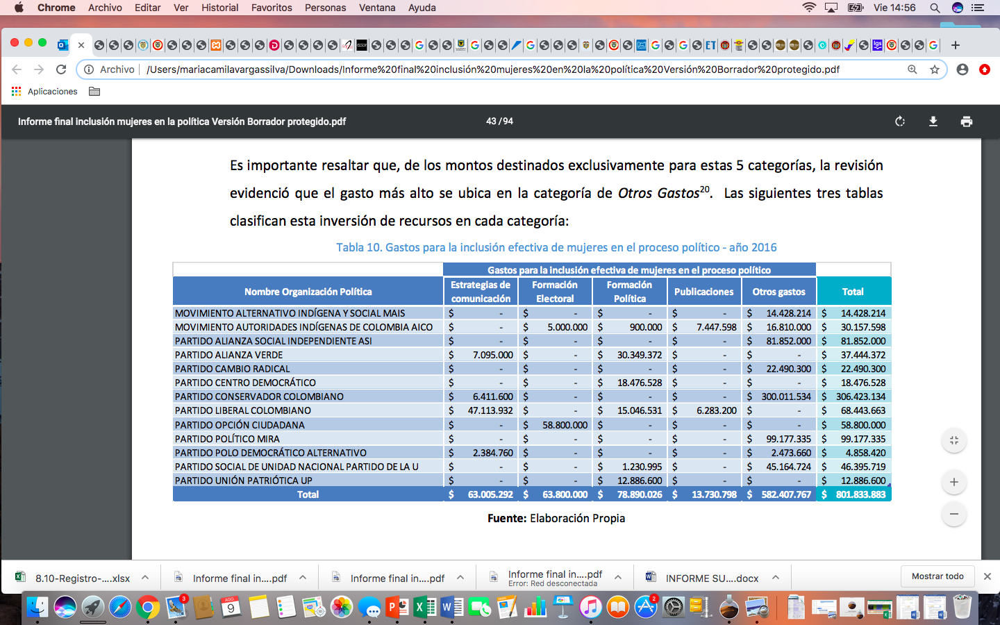 Chrome Archivo Editar Ver Historial Favoritos Personas Ventana Ayuda Vie 14:56
Archivo | /Users/mariacamilavargassilva/Downloads/Informe%20final%20inclusión%20mujeres%20en%20la%20política%20Versión%20Borrador%20protegido.pdf
Aplicaciones
Informe final inclusión mujeres en la política Versión Borrador protegido.pdf 43 / 94
Es importante resaltar que, de los montos destinados exclusivamente para estas 5 categorías, la revisión
evidenció que el gasto más alto se ubica en la categoría de Otros Gastos20. Las siguientes tres tablas
clasifican esta inversión de recursos en cada categoría:
Tabla 10. Gastos para la inclusión efectiva de mujeres en el proceso político - año 2016
Gastos para la inclusión efectiva de mujeres en el proceso político
Nombre Organización Política Estrategias de comunicación Formación Electoral Formación Política Publicaciones Otros gastos Total
MOVIMIENTO ALTERNATIVO INDÍGENA Y SOCIAL MAIS $ - $ - $ - $ - $ 14.428.214 $ 14.428.214
MOVIMIENTO AUTORIDADES INDÍGENAS DE COLOMBIA AICO $ - $ 5.000.000 $ 900.000 $ 7.447.598 $ 16.810.000 $ 30.157.598
PARTIDO ALIANZA SOCIAL INDEPENDIENTE ASI $ - $ - $ - $ - $ 81.852.000 $ 81.852.000
PARTIDO ALIANZA VERDE $ 7.095.000 $ - $ 30.349.372 $ - $ - $ 37.444.372
PARTIDO CAMBIO RADICAL $ - $ - $ - $ - $ 22.490.300 $ 22.490.300
PARTIDO CENTRO DEMOCRÁTICO $ - $ - $ 18.476.528 $ - $ - $ 18.476.528
PARTIDO CONSERVADOR COLOMBIANO $ 6.411.600 $ - $ - $ - $ 300.011.534 $ 306.423.134
PARTIDO LIBERAL COLOMBIANO $ 47.113.932 $ - $ 15.046.531 $ 6.283.200 $ - $ 68.443.663
PARTIDO OPCIÓN CIUDADANA $ - $ 58.800.000 $ - $ - $ - $ 58.800.000
PARTIDO POLÍTICO MIRA $ - $ - $ - $ - $ 99.177.335 $ 99.177.335
PARTIDO POLO DEMOCRÁTICO ALTERNATIVO $ 2.384.760 $ - $ - $ - $ 2.473.660 $ 4.858.420
PARTIDO SOCIAL DE UNIDAD NACIONAL PARTIDO DE LA U $ - $ - $ 1.230.995 $ - $ 45.164.724 $ 46.395.719
PARTIDO UNIÓN PATRIÓTICA UP $ - $ - $ 12.886.600 $ - $ - $ 12.886.600
Total $ 63.005.292 $ 63.800.000 $ 78.890.026 $ 13.730.798 $ 582.407.767 $ 801.833.883
Fuente: Elaboración Propia
8.10-Registro-....xlsx Informe final in....pdf Informe final in....pdf Informe final in....pdf INFORME SU....docx Mostrar todo
Error: Red desconectada
AGO
9
3
2